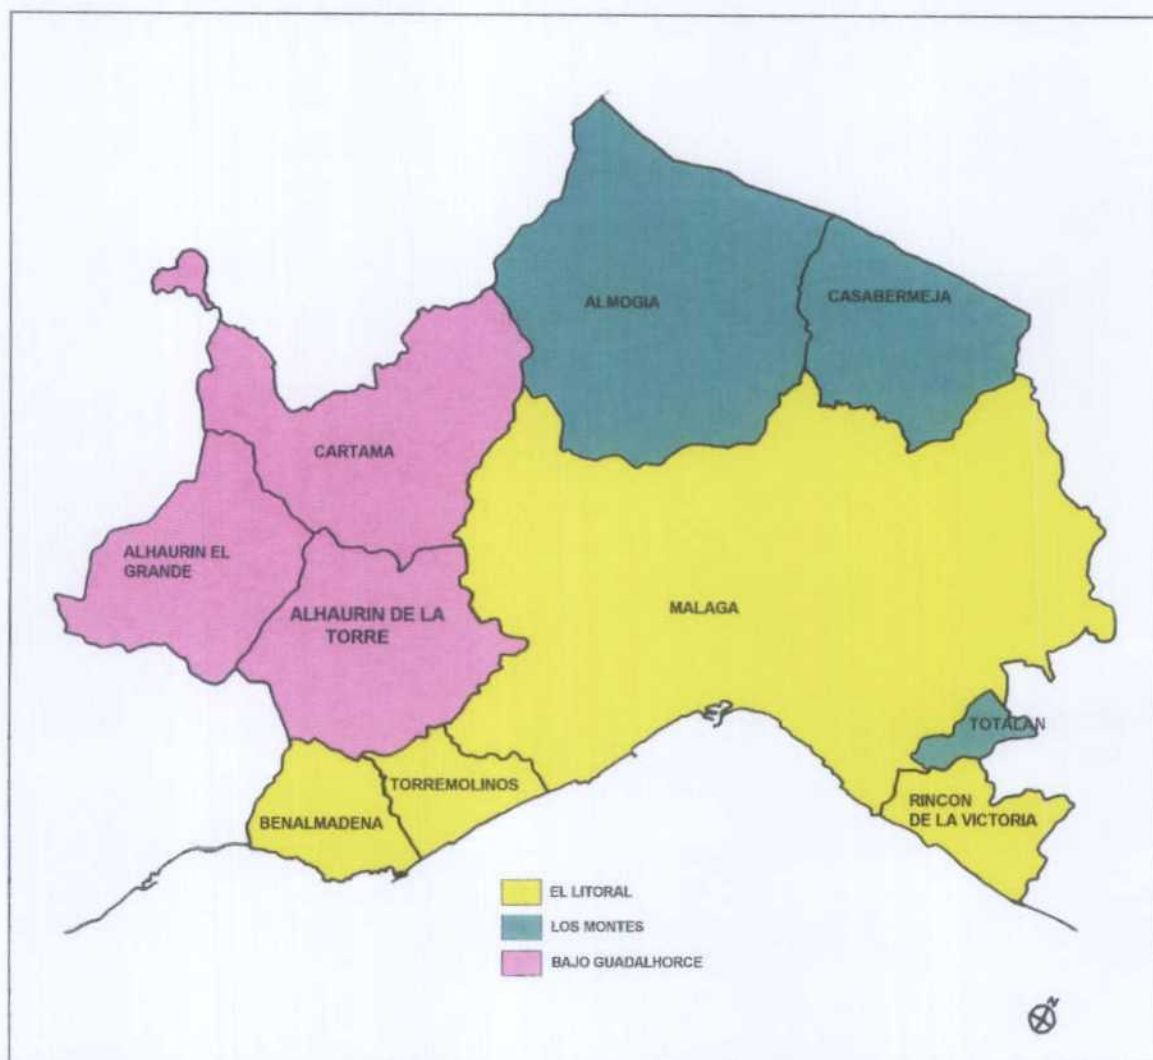 ALMOGIA
CASABERMEJA
CARTAMA
ALHAURIN EL
GRANDE
ALHAURIN DE LA
TORRE
MALAGA
TOTALAN
TORREMOLINOS
BENALMADENA
RINCON
DE LA VICTORIA
EL LITORAL
LOS MONTES
BAJO GUADALHORCE
N